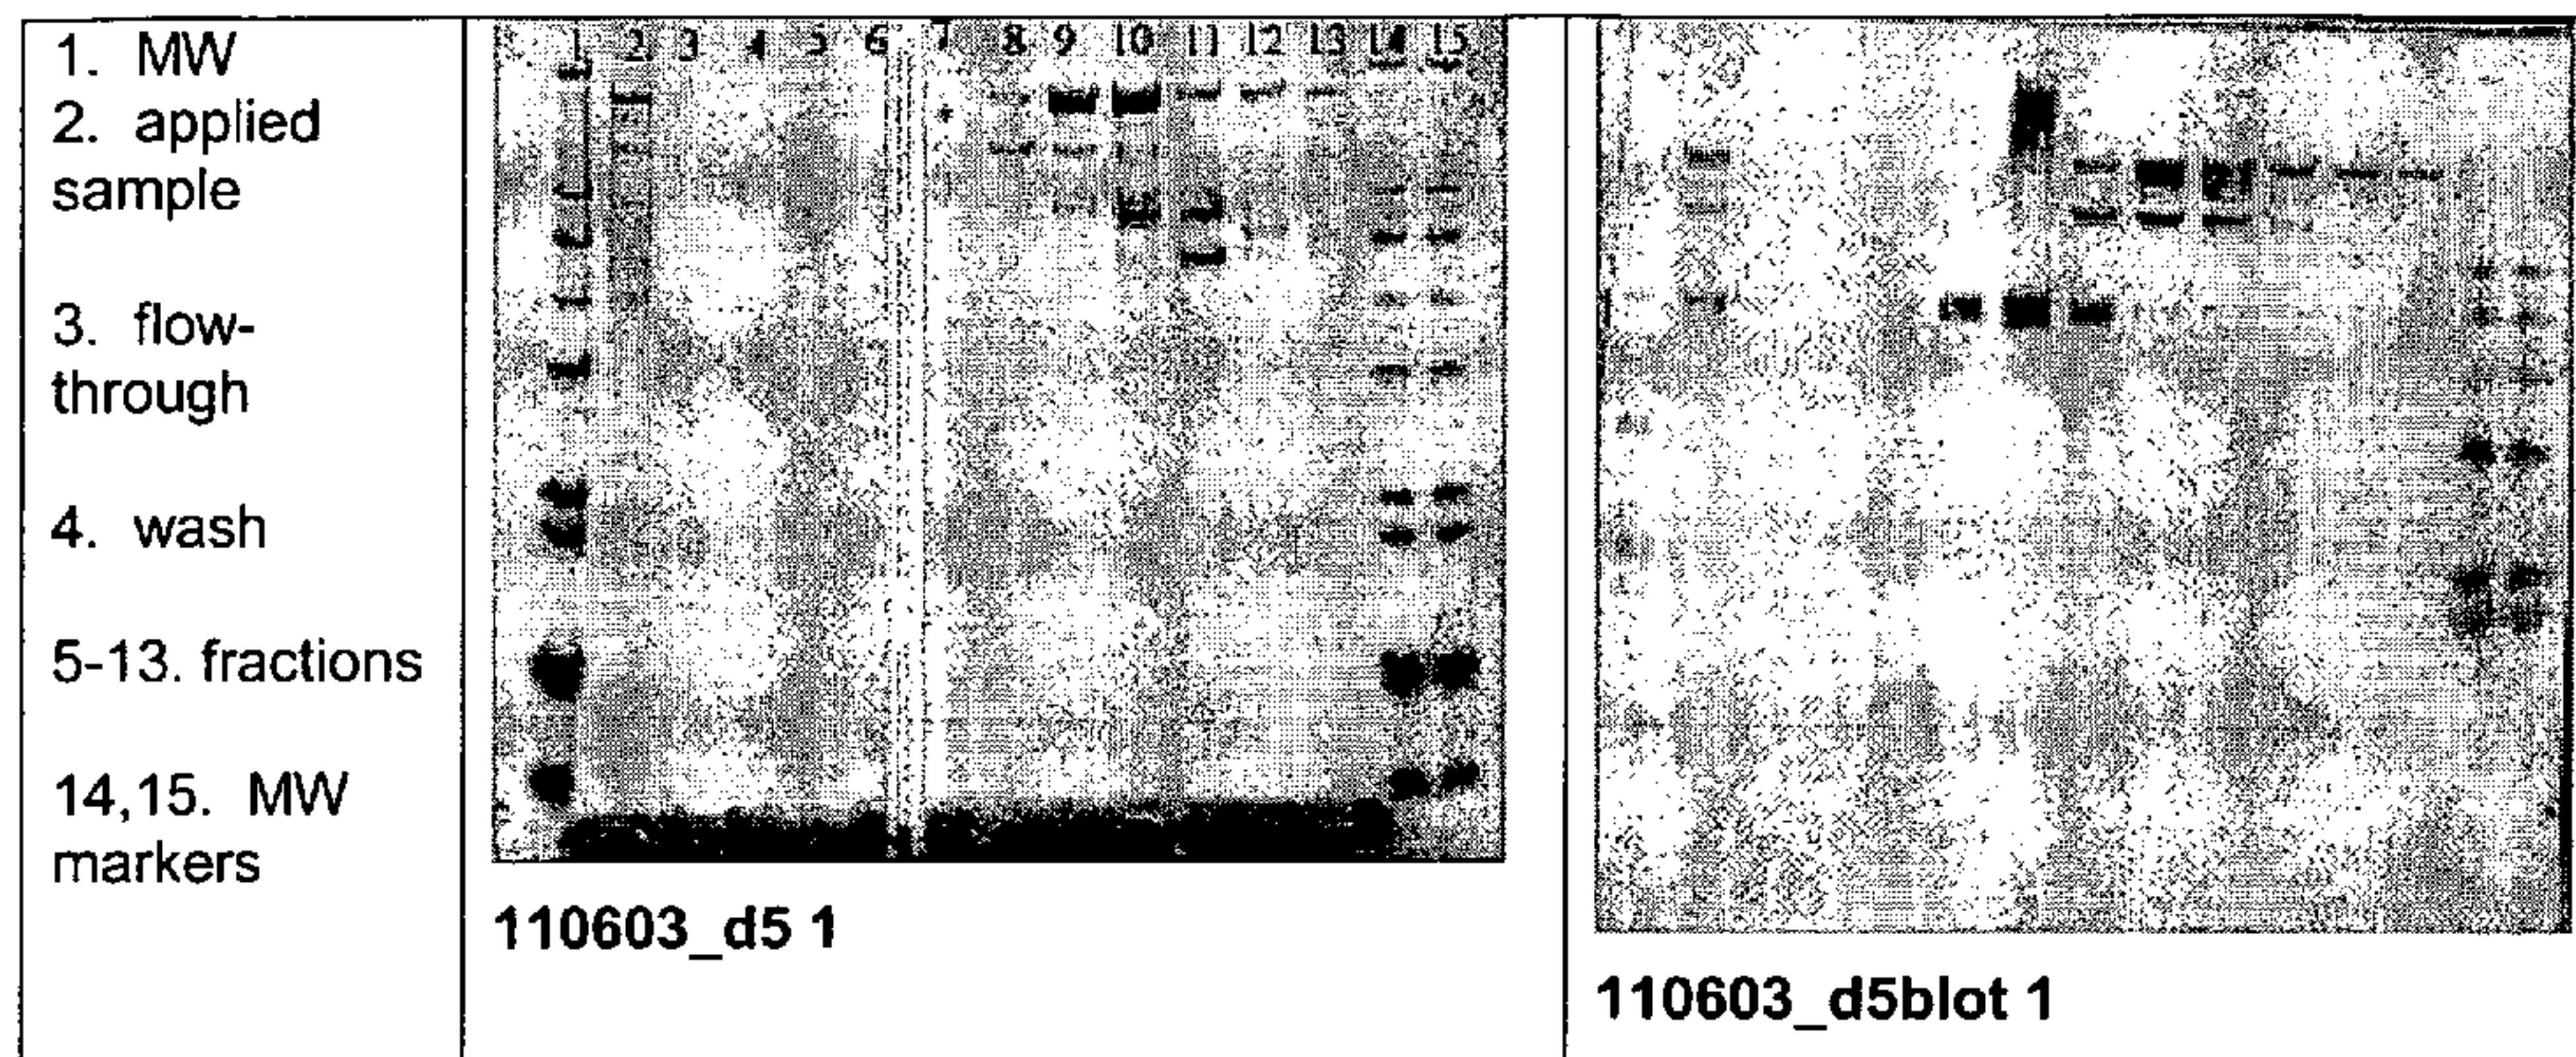 1. MW
2. applied
sample
3. flow-
through
4. wash
5-13. fractions
14,15. MW
markers
1 2 3 4 5 6 7 8 9 10 11 12 13 14 15
110603_d5 1
110603_d5blot 1